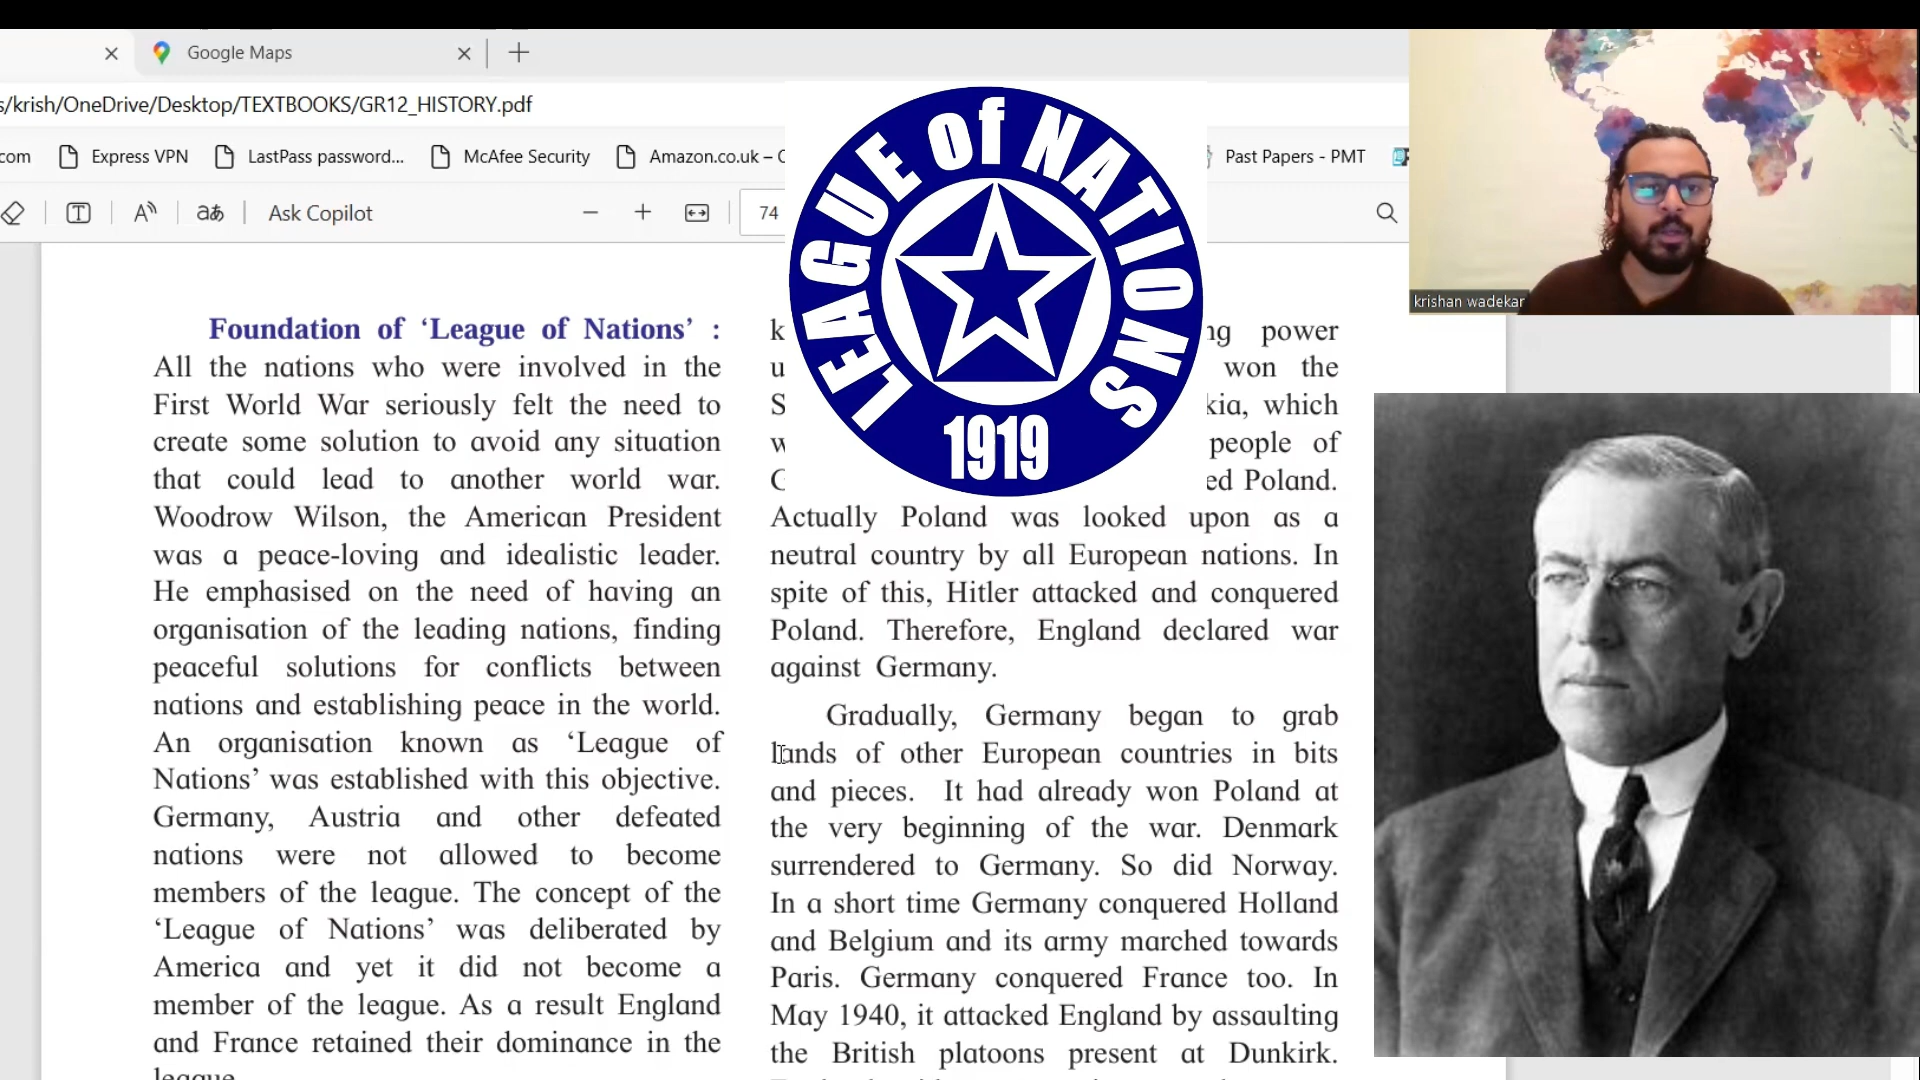 Google Maps
s/krish/OneDrive/Desktop/TEXTBOOKS/GR12_HISTORY.pdf
com Express VPN LastPass password... McAfee Security Amazon.co.uk – Past Papers - PMT
Ask Copilot 74
LEAGUE of NATIONS
1919
krishan wadekar
Foundation of ‘League of Nations’ :
All the nations who were involved in the
First World War seriously felt the need to
create some solution to avoid any situation
that could lead to another world war.
Woodrow Wilson, the American President
was a peace-loving and idealistic leader.
He emphasised on the need of having an
organisation of the leading nations, finding
peaceful solutions for conflicts between
nations and establishing peace in the world.
An organisation known as ‘League of
Nations’ was established with this objective.
Germany, Austria and other defeated
nations were not allowed to become
members of the league. The concept of the
‘League of Nations’ was deliberated by
America and yet it did not become a
member of the league. As a result England
and France retained their dominance in the
league.
power
won the
which
people of
Poland.
Actually Poland was looked upon as a
neutral country by all European nations. In
spite of this, Hitler attacked and conquered
Poland. Therefore, England declared war
against Germany.
Gradually, Germany began to grab
lands of other European countries in bits
and pieces. It had already won Poland at
the very beginning of the war. Denmark
surrendered to Germany. So did Norway.
In a short time Germany conquered Holland
and Belgium and its army marched towards
Paris. Germany conquered France too. In
May 1940, it attacked England by assaulting
the British platoons present at Dunkirk.